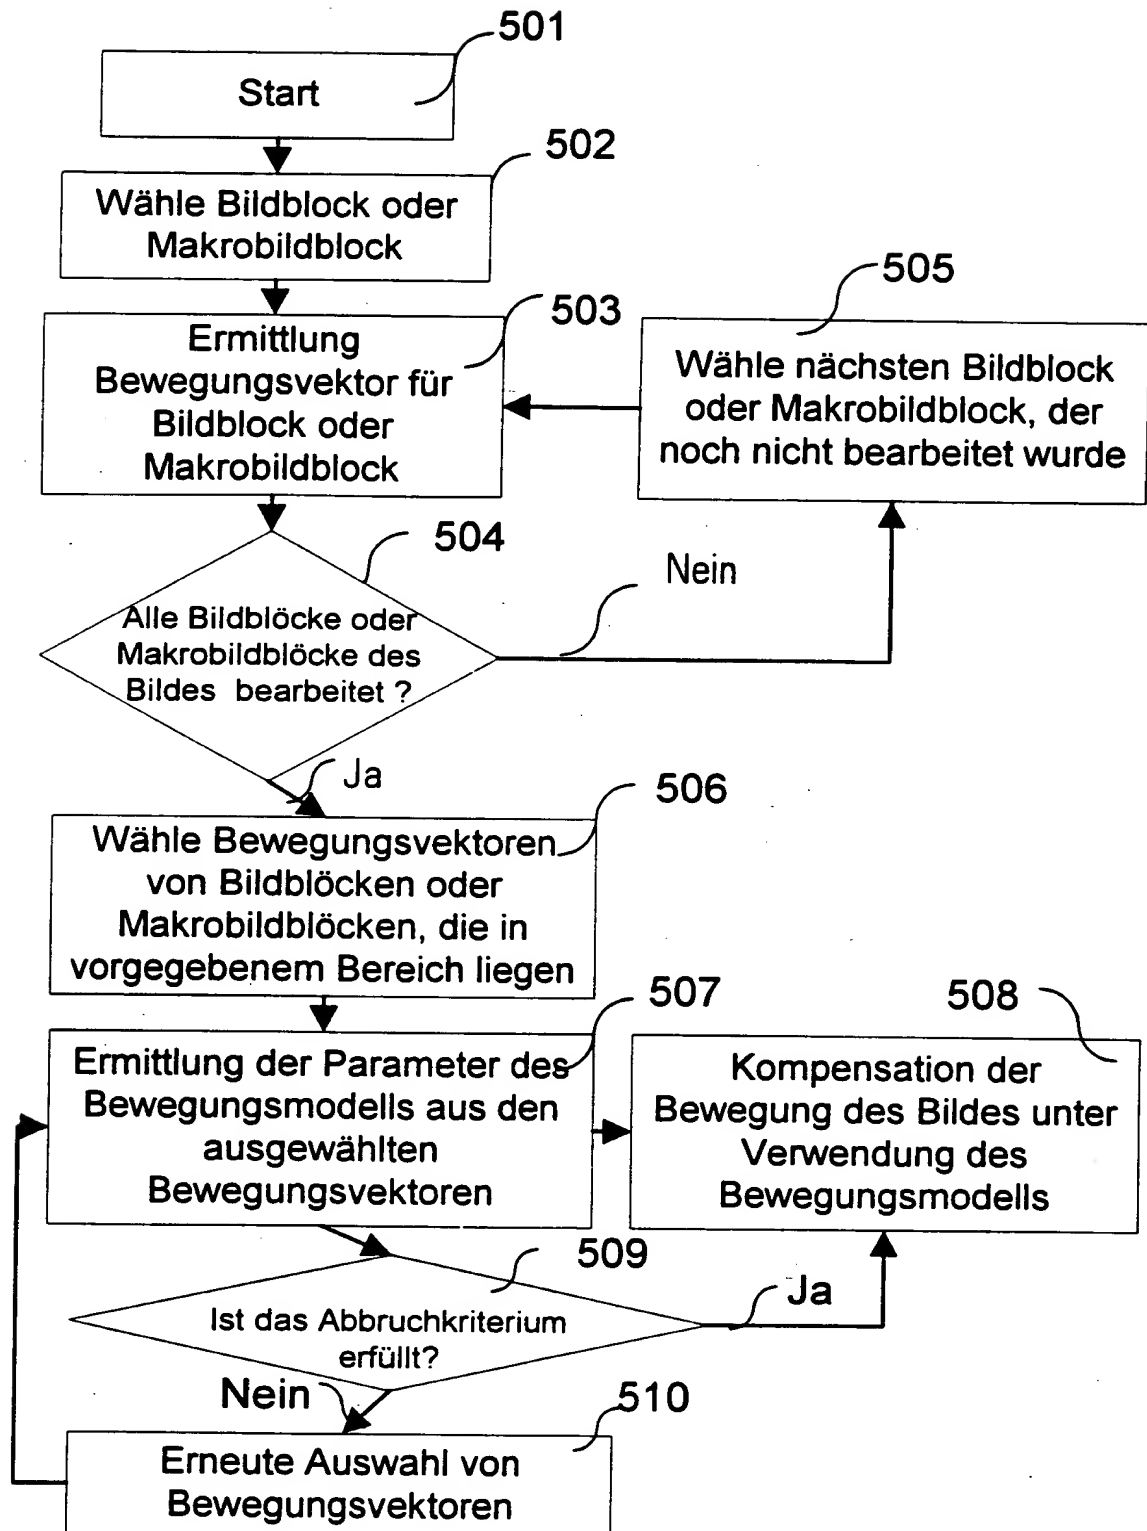 501
Start
502
Wähle Bildblock oder
Makrobildblock
503
Ermittlung
Bewegungsvektor für
Bildblock oder
Makrobildblock
505
Wähle nächsten Bildblock
oder Makrobildblock, der
noch nicht bearbeitet wurde
504
Nein
Alle Bildblöcke oder
Makrobildblöcke des
Bildes bearbeitet ?
Ja
506
Wähle Bewegungsvektoren
von Bildblöcken oder
Makrobildblöcken, die in
vorgegebenem Bereich liegen
507
Ermittlung der Parameter des
Bewegungsmodells aus den
ausgewählten
Bewegungsvektoren
508
Kompensation der
Bewegung des Bildes unter
Verwendung des
Bewegungsmodells
509
Ist das Abbruchkriterium
erfüllt?
Ja
Nein
510
Erneute Auswahl von
Bewegungsvektoren